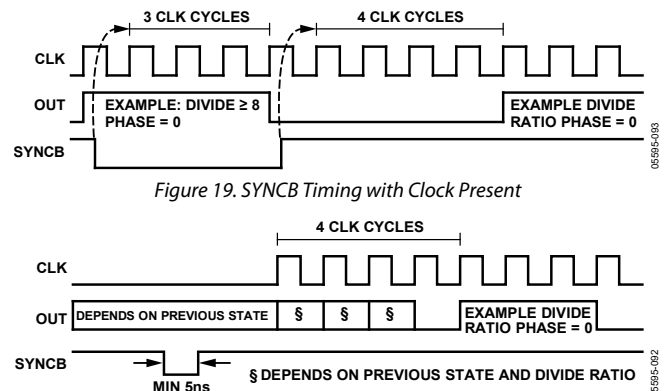 3 CLK CYCLES
4 CLK CYCLES
CLK
OUT
EXAMPLE: DIVIDE ≥ 8
PHASE = 0
EXAMPLE DIVIDE
RATIO PHASE = 0
SYNCB
05595-093
Figure 19. SYNCB Timing with Clock Present
4 CLK CYCLES
CLK
OUT
DEPENDS ON PREVIOUS STATE
§
§
§
EXAMPLE DIVIDE
RATIO PHASE = 0
SYNCB
MIN 5ns
§ DEPENDS ON PREVIOUS STATE AND DIVIDE RATIO
05595-092